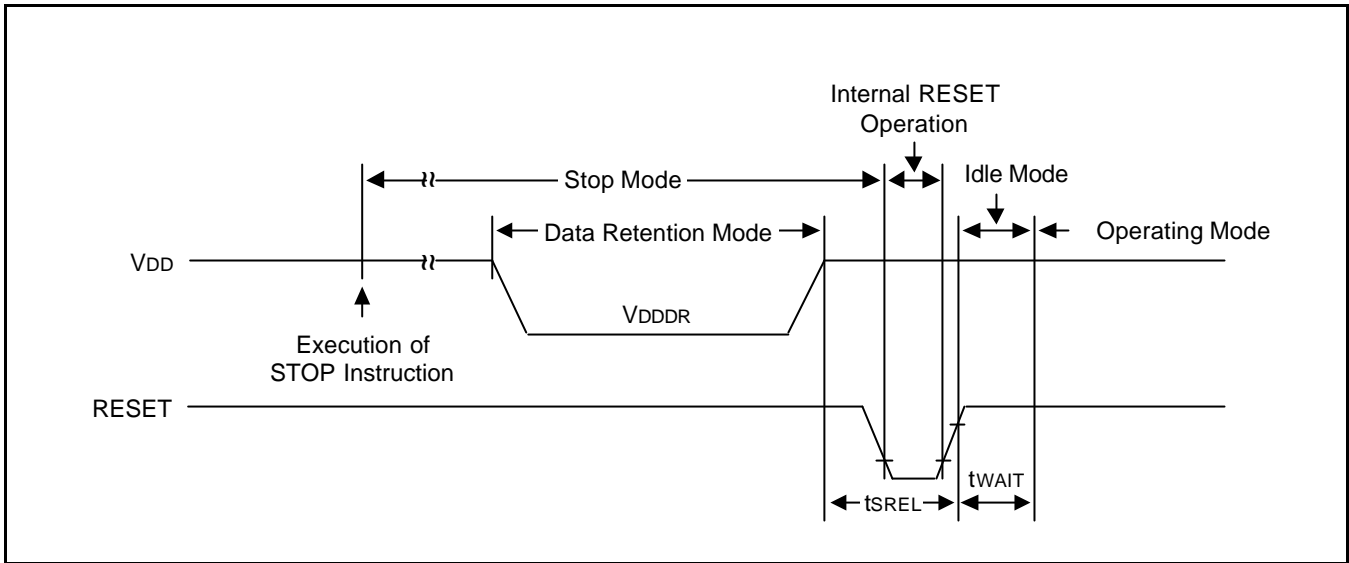 Internal RESET
Operation
Idle Mode
Stop Mode
Data Retention Mode
Operating Mode
VDD
VDDDR
Execution of
STOP Instruction
RESET
tWAIT
tSREL